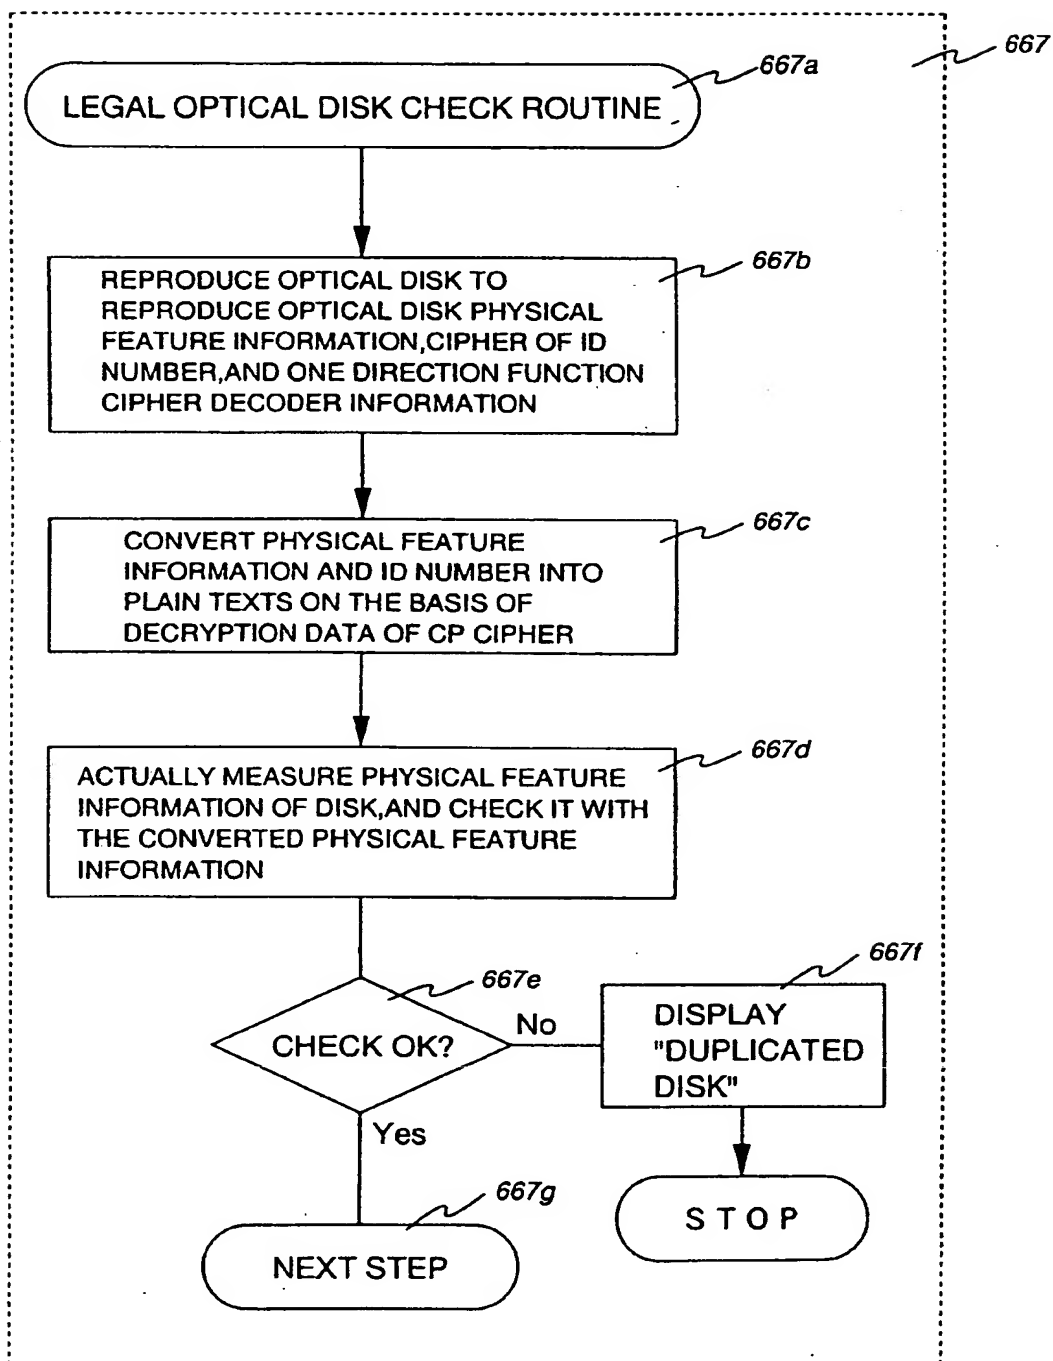 667
667a
LEGAL OPTICAL DISK CHECK ROUTINE
667b
REPRODUCE OPTICAL DISK TO
REPRODUCE OPTICAL DISK PHYSICAL
FEATURE INFORMATION,CIPHER OF ID
NUMBER,AND ONE DIRECTION FUNCTION
CIPHER DECODER INFORMATION
667c
CONVERT PHYSICAL FEATURE
INFORMATION AND ID NUMBER INTO
PLAIN TEXTS ON THE BASIS OF
DECRYPTION DATA OF CP CIPHER
667d
ACTUALLY MEASURE PHYSICAL FEATURE
INFORMATION OF DISK,AND CHECK IT WITH
THE CONVERTED PHYSICAL FEATURE
INFORMATION
667e
CHECK OK?
No
667f
DISPLAY
"DUPLICATED
DISK"
Yes
STOP
667g
NEXT STEP